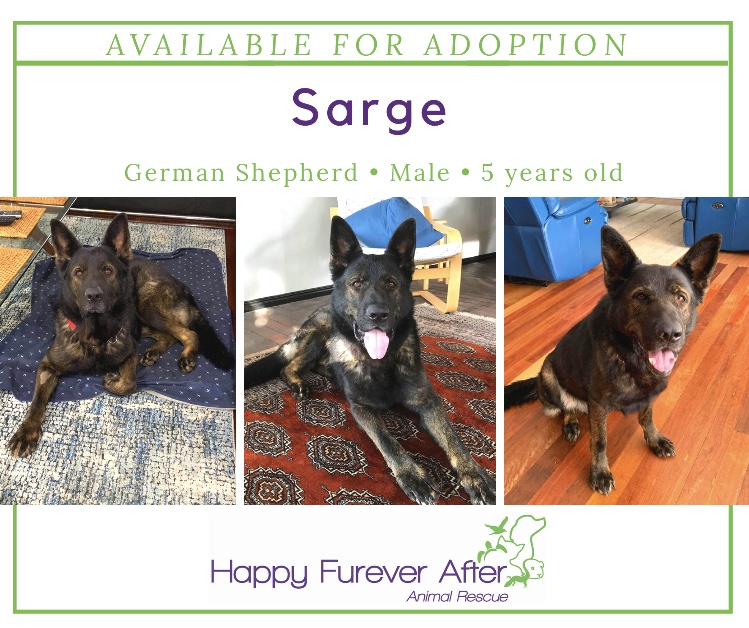 AVAILABLE FOR ADOPTION
Sarge
German Shepherd • Male • 5 years old
Happy Furever After
Animal Rescue